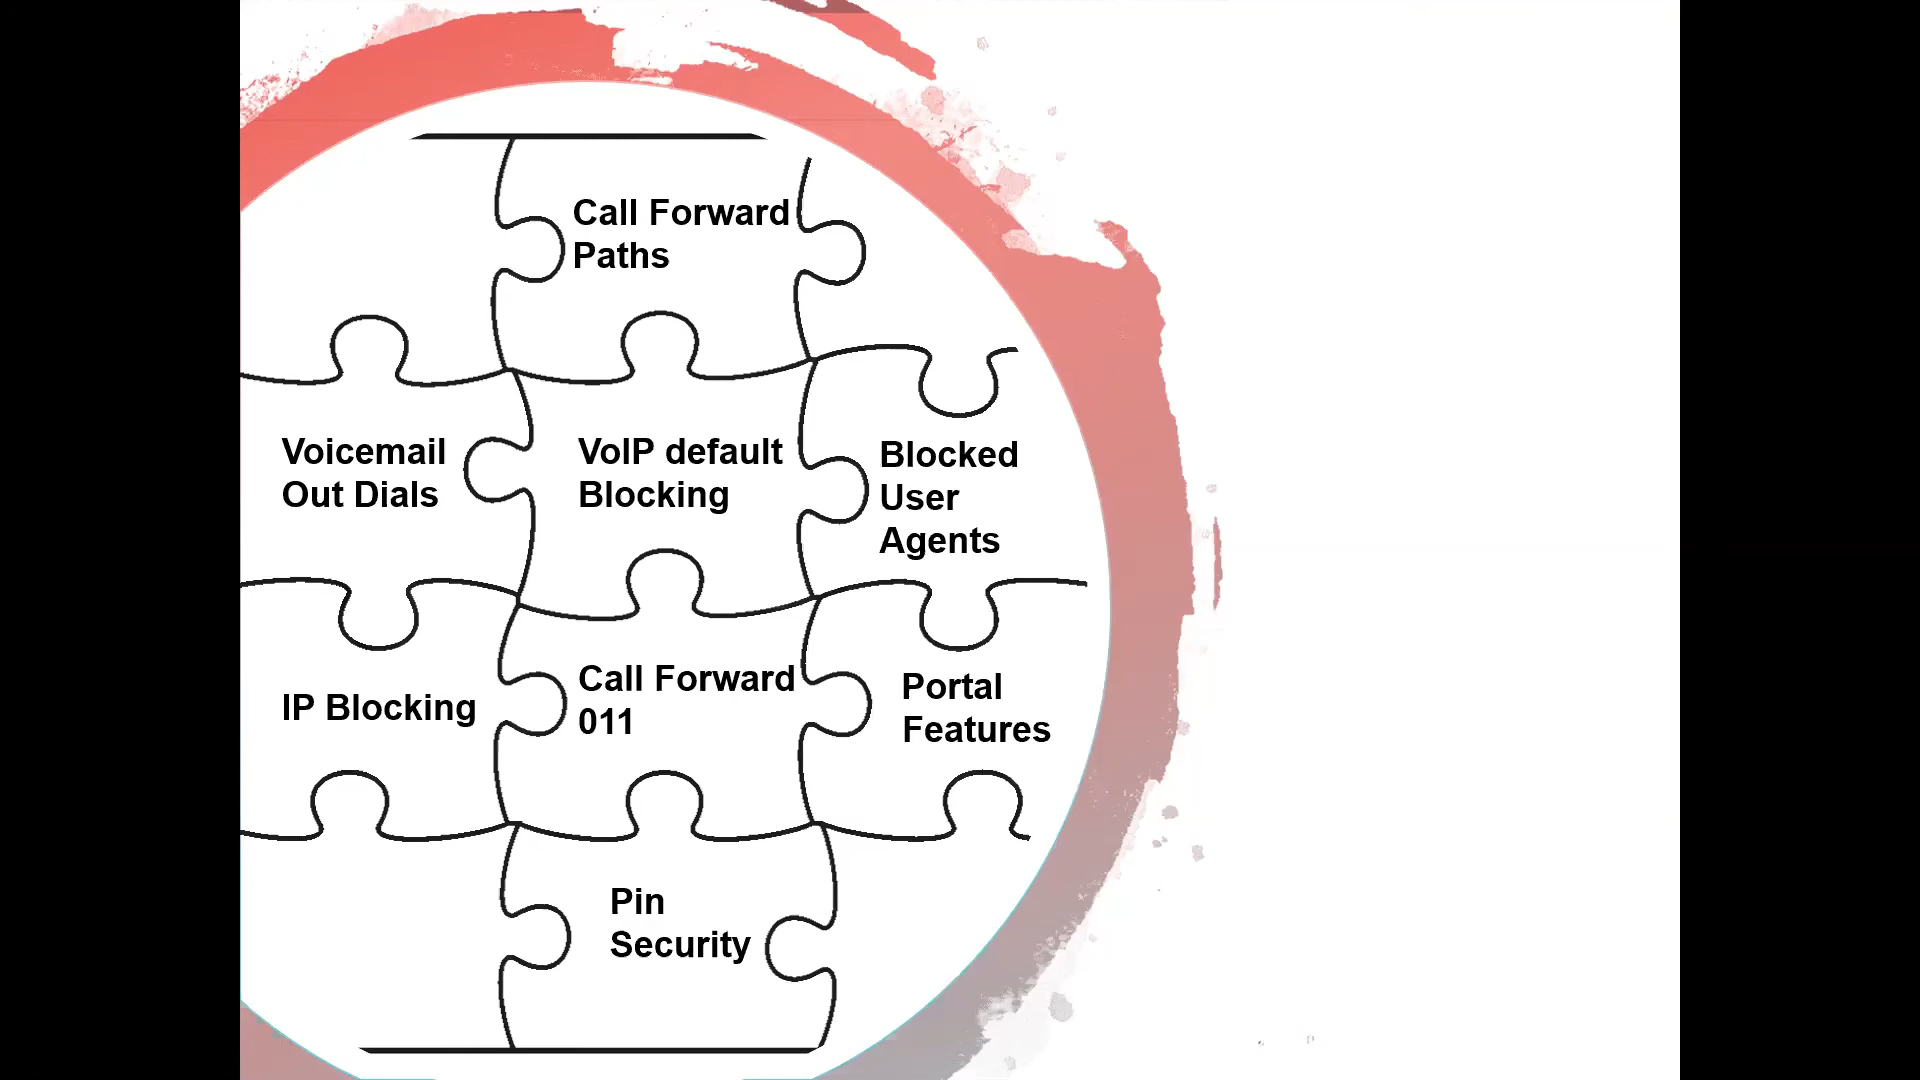 Call Forward
Paths
Voicemail
Out Dials
VoIP default
Blocking
Blocked
User
Agents
IP Blocking
Call Forward
011
Portal
Features
Pin
Security